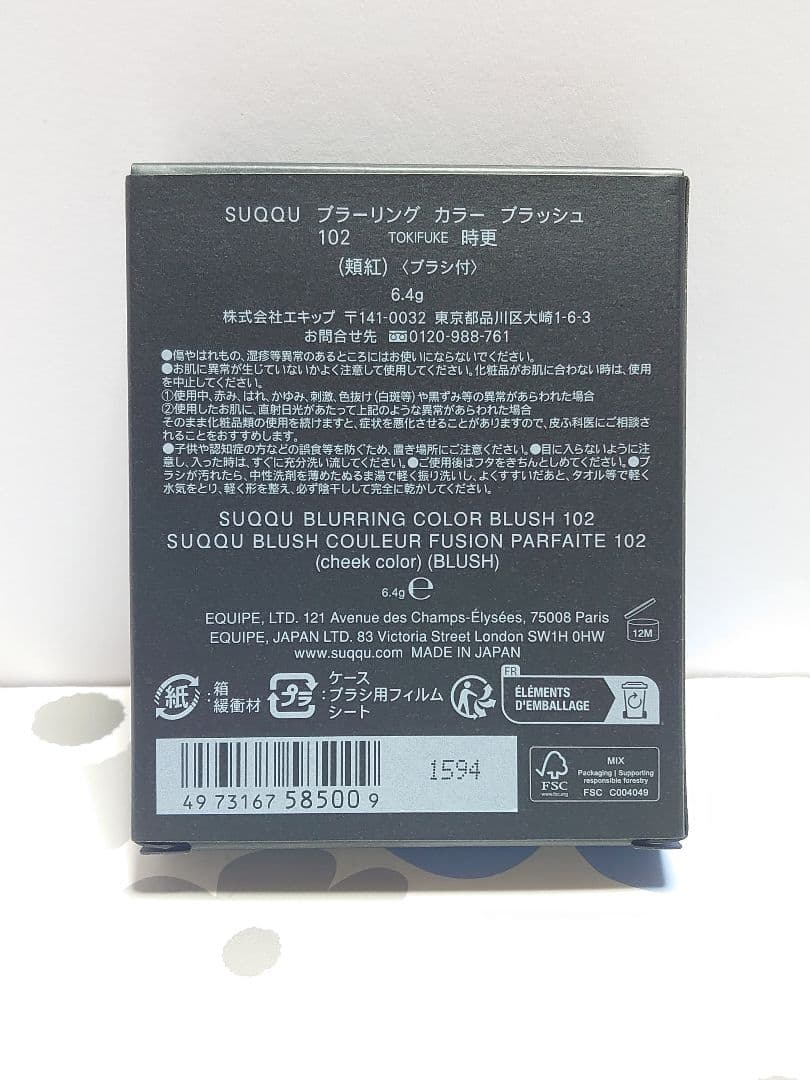 SUQQU ブラーリング カラー ブラッシュ
102 TOKIFUKE 時更
(頬紅)〈ブラシ付〉
6.4g
株式会社エキップ 〒141-0032 東京都品川区大崎1-6-3
お問合せ先 0120-988-761
●傷やはれもの、湿疹等異常のあるところにはお使いにならないでください。
●お肌に異常が生じていないかよく注意して使用してください。化粧品がお肌に合わない時は、使用
を中止してください。
①使用中、赤み、はれ、かゆみ、刺激、色抜け(白斑等)や黒ずみ等の異常があらわれた場合
②使用したお肌に、直射日光があたって上記のような異常があらわれた場合
そのまま化粧品類の使用を続けますと、症状を悪化させることがありますので、皮ふ科医にご相談さ
れることをおすすめします。
●子供や認知症の方などの誤食等を防ぐため、置き場所にご注意ください。●目に入らないように注
意し、入った時は、すぐに充分洗い流してください。●ご使用後はフタをきちんとしめてください。●ブ
ラシが汚れたら、中性洗剤を薄めたぬるま湯で軽く振り洗いし、よくすすいだあと、タオル等で軽く
水気をとり、軽く形を整え、必ず陰干しして完全に乾かしてください。
SUQQU BLURRING COLOR BLUSH 102
SUQQU BLUSH COULEUR FUSION PARFAITE 102
(cheek color) (BLUSH)
6.4g ℮
EQUIPE, LTD. 121 Avenue des Champs-Élysées, 75008 Paris
EQUIPE, JAPAN LTD. 83 Victoria Street London SW1H 0HW
www.suqqu.com MADE IN JAPAN
12M
紙 :箱
緩衝材
プラ
ケース
:ブラシ用フィルム
シート
FR
ÉLÉMENTS
D'EMBALLAGE
4 973167 585009
1594
FSC
www.fsc.org
MIX
Packaging | Supporting
responsible forestry
FSC C004049